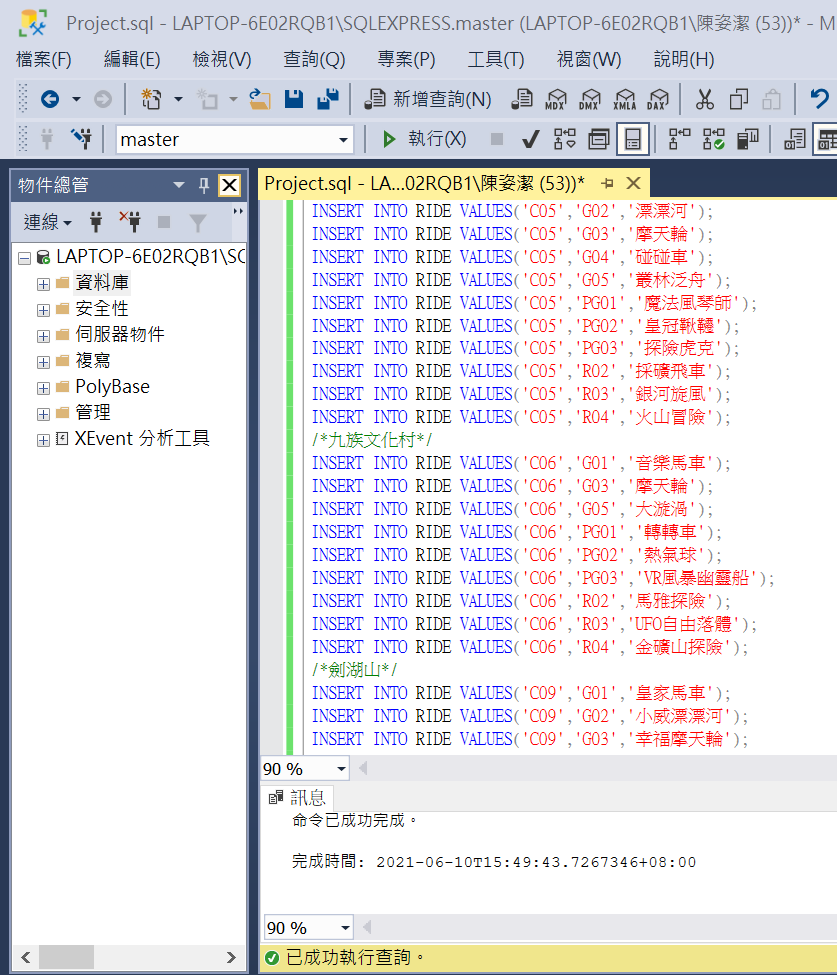 Project.sql - LAPTOP-6E02RQB1\SQLEXPRESS.master (LAPTOP-6E02RQB1\陳姿潔 (53))* - M
檔案(F) 編輯(E) 檢視(V) 查詢(Q) 專案(P) 工具(T) 視窗(W) 說明(H)
新增查詢(N) MDX DMX XMLA DAX
master 執行(X)
物件總管
連線
LAPTOP-6E02RQB1\SC
資料庫
安全性
伺服器物件
複寫
PolyBase
管理
XEvent 分析工具
Project.sql - LA...02RQB1\陳姿潔 (53))*
INSERT INTO RIDE VALUES('C05','G02','漂漂河');
INSERT INTO RIDE VALUES('C05','G03','摩天輪');
INSERT INTO RIDE VALUES('C05','G04','碰碰車');
INSERT INTO RIDE VALUES('C05','G05','叢林泛舟');
INSERT INTO RIDE VALUES('C05','PG01','魔法風琴師');
INSERT INTO RIDE VALUES('C05','PG02','皇冠鞦韆');
INSERT INTO RIDE VALUES('C05','PG03','探險虎克');
INSERT INTO RIDE VALUES('C05','R02','採礦飛車');
INSERT INTO RIDE VALUES('C05','R03','銀河旋風');
INSERT INTO RIDE VALUES('C05','R04','火山冒險');
/*九族文化村*/
INSERT INTO RIDE VALUES('C06','G01','音樂馬車');
INSERT INTO RIDE VALUES('C06','G03','摩天輪');
INSERT INTO RIDE VALUES('C06','G05','大漩渦');
INSERT INTO RIDE VALUES('C06','PG01','轉轉車');
INSERT INTO RIDE VALUES('C06','PG02','熱氣球');
INSERT INTO RIDE VALUES('C06','PG03','VR風暴幽靈船');
INSERT INTO RIDE VALUES('C06','R02','馬雅探險');
INSERT INTO RIDE VALUES('C06','R03','UFO自由落體');
INSERT INTO RIDE VALUES('C06','R04','金礦山探險');
/*劍湖山*/
INSERT INTO RIDE VALUES('C09','G01','皇家馬車');
INSERT INTO RIDE VALUES('C09','G02','小威漂漂河');
INSERT INTO RIDE VALUES('C09','G03','幸福摩天輪');
90 %
訊息
命令已成功完成。
完成時間: 2021-06-10T15:49:43.7267346+08:00
90 %
已成功執行查詢。